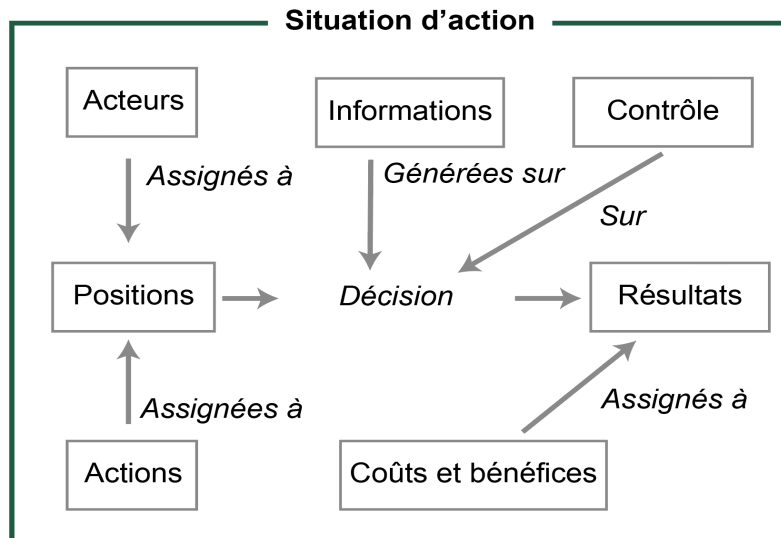 Situation d’action
Acteurs
Informations
Contrôle
Assignés à
Générées sur
Sur
Positions
Décision
Résultats
Assignées à
Assignés à
Actions
Coûts et bénéfices